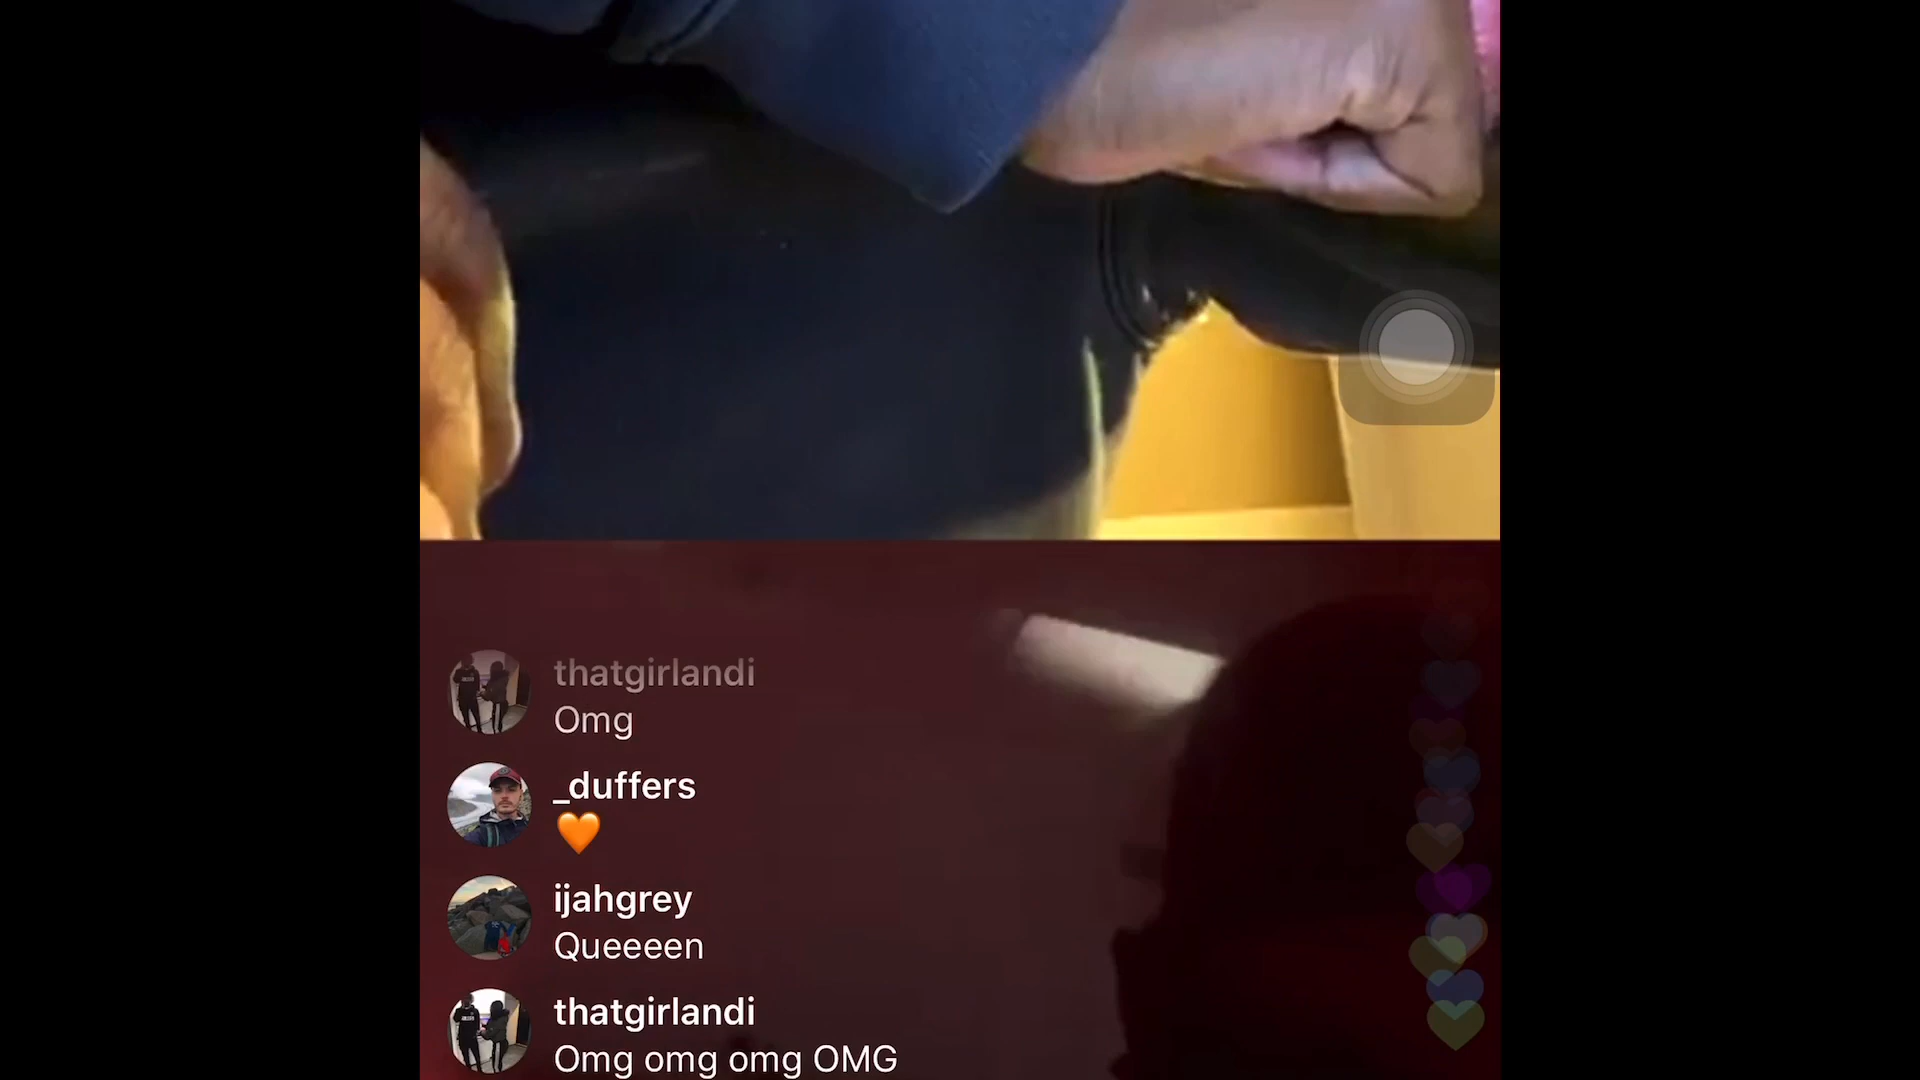 thatgirlandi
Omg
_duffers
🧡
ijahgrey
Queeeen
thatgirlandi
Omg omg omg OMG